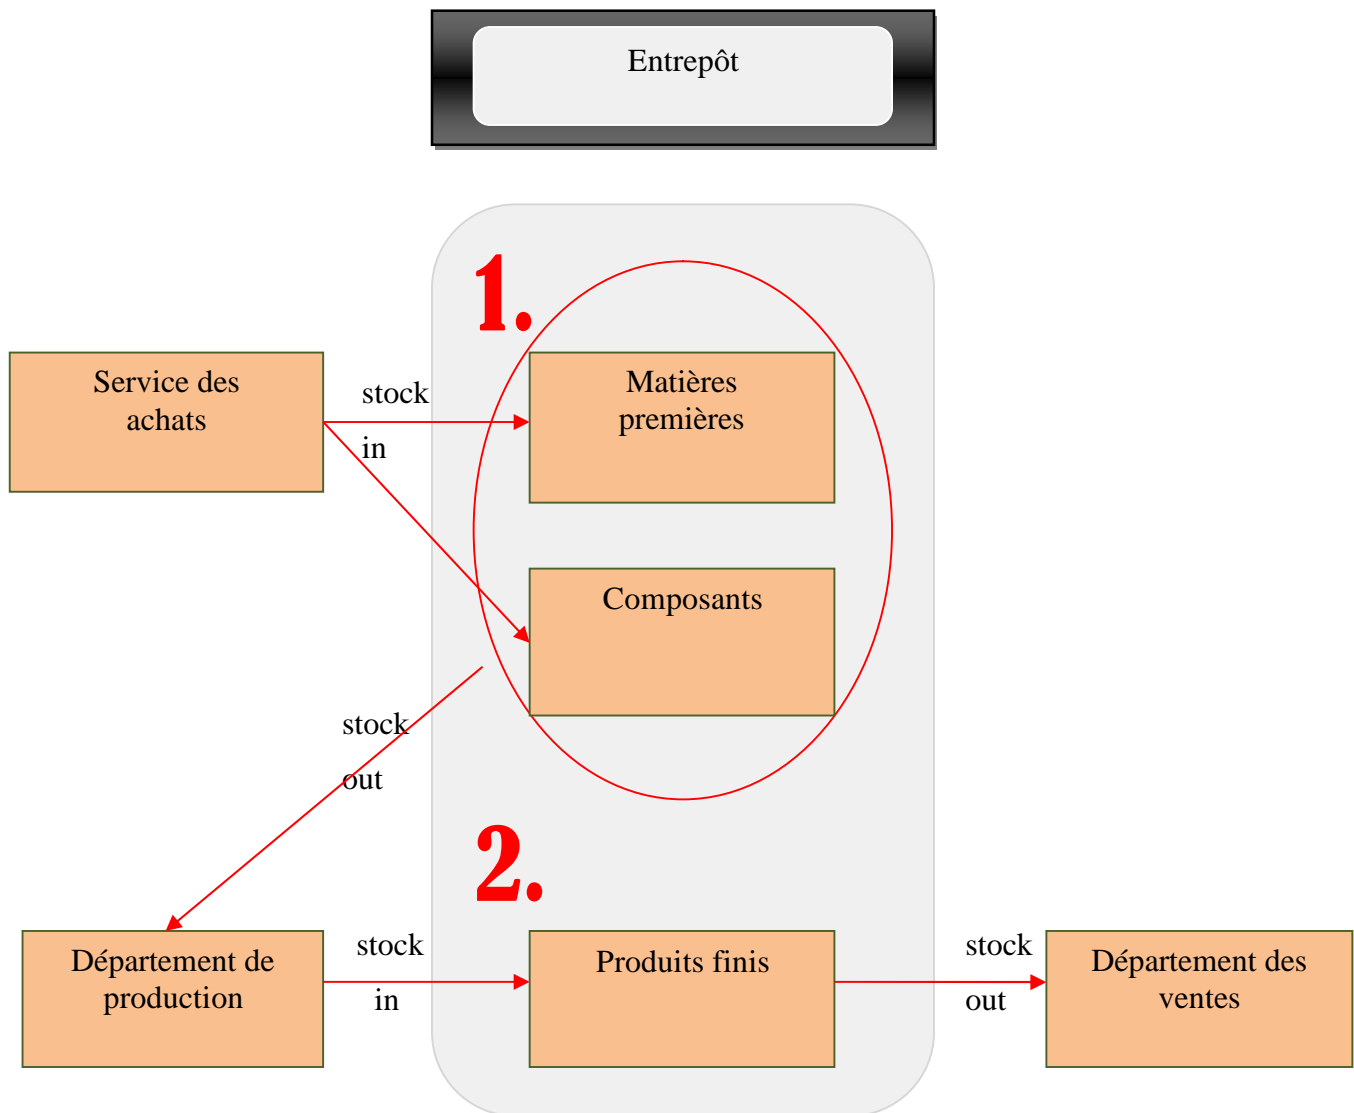 Entrepôt
1.
Service des
achats
stock
in
Matières
premières
Composants
stock
out
2.
Département de
production
stock
in
Produits finis
stock
out
Département des
ventes